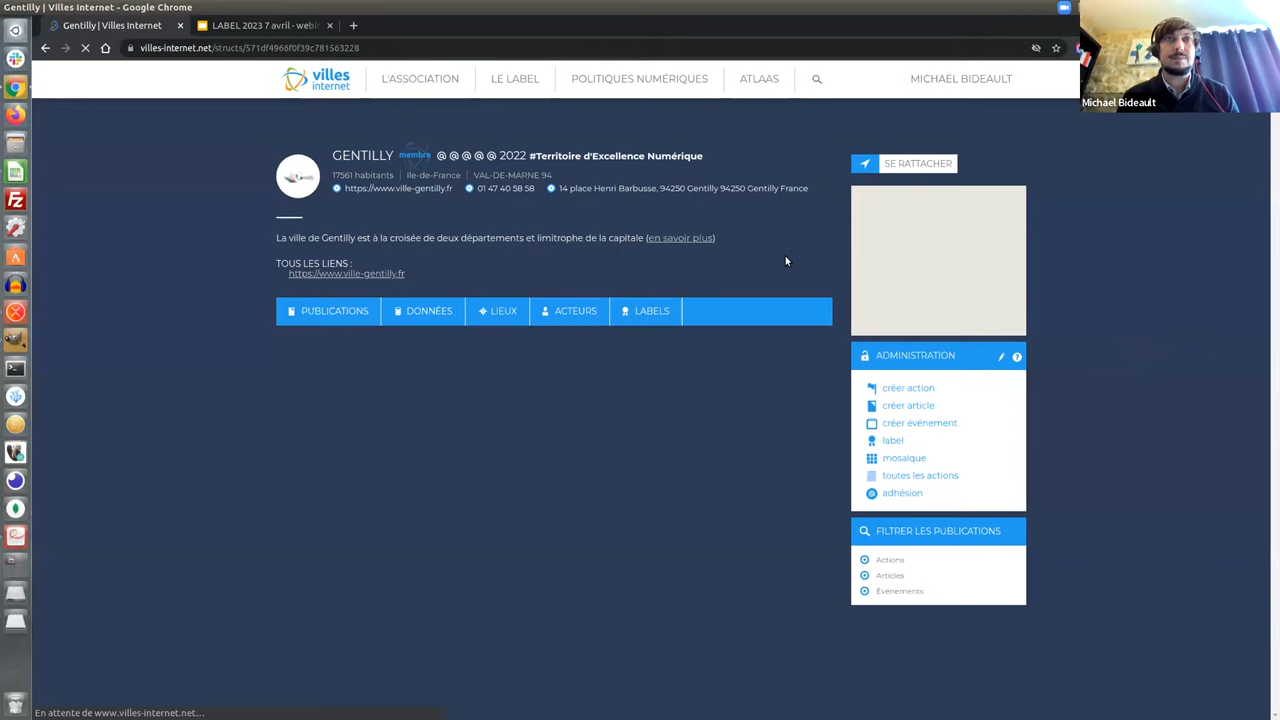 Gentilly | Villes Internet - Google Chrome
Gentilly | Villes Internet
LABEL 2023 7 avril - webi
villes-internet.net/structs/571df4966f0f39c781563228
villes internet
L'ASSOCIATION
LE LABEL
POLITIQUES NUMÉRIQUES
ATLAAS
MICHAËL BIDEAULT
Michael Bideault
GENTILLY membre @ @ @ @ @ 2022 #Territoire d'Excellence Numérique
17561 habitants | Ile-de-France | VAL-DE-MARNE 94
https://www.ville-gentilly.fr 01 47 40 58 58 14 place Henri Barbusse, 94250 Gentilly 94250 Gentilly France
SE RATTACHER
La ville de Gentilly est à la croisée de deux départements et limitrophe de la capitale (en savoir plus)
TOUS LES LIENS :
https://www.ville-gentilly.fr
PUBLICATIONS
DONNÉES
LIEUX
ACTEURS
LABELS
ADMINISTRATION
créer action
créer article
créer événement
label
mosaique
toutes les actions
adhésion
FILTRER LES PUBLICATIONS
Actions
Articles
Événements
En attente de www.villes-internet.net...